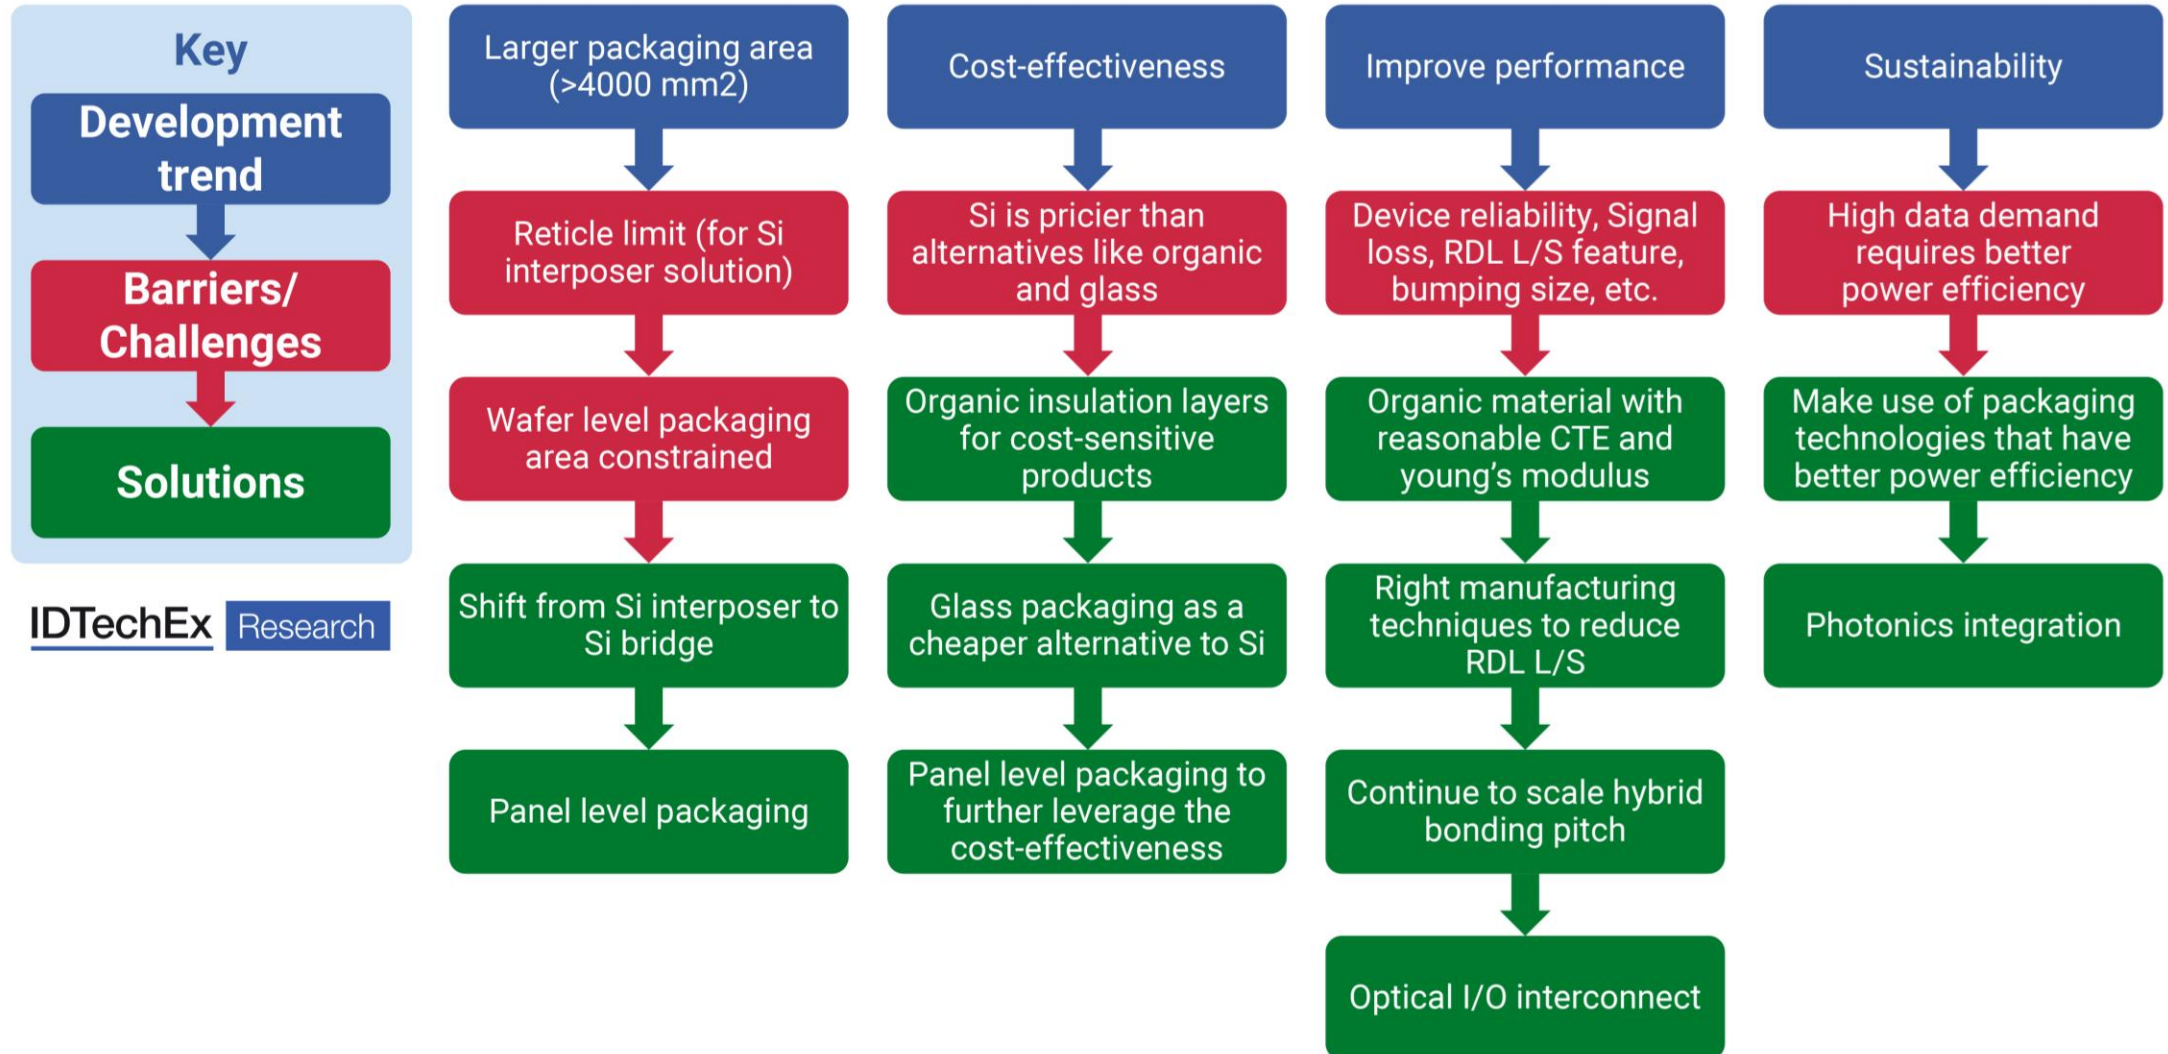 Key
Development
trend
Barriers/
Challenges
Solutions
IDTechEx Research
Larger packaging area
(>4000 mm2)
Reticle limit (for Si
interposer solution)
Wafer level packaging
area constrained
Shift from Si interposer to
Si bridge
Panel level packaging
Cost-effectiveness
Si is pricier than
alternatives like organic
and glass
Organic insulation layers
for cost-sensitive
products
Glass packaging as a
cheaper alternative to Si
Panel level packaging to
further leverage the
cost-effectiveness
Improve performance
Device reliability, Signal
loss, RDL L/S feature,
bumping size, etc.
Organic material with
reasonable CTE and
young's modulus
Right manufacturing
techniques to reduce
RDL L/S
Continue to scale hybrid
bonding pitch
Optical I/O interconnect
Sustainability
High data demand
requires better
power efficiency
Make use of packaging
technologies that have
better power efficiency
Photonics integration